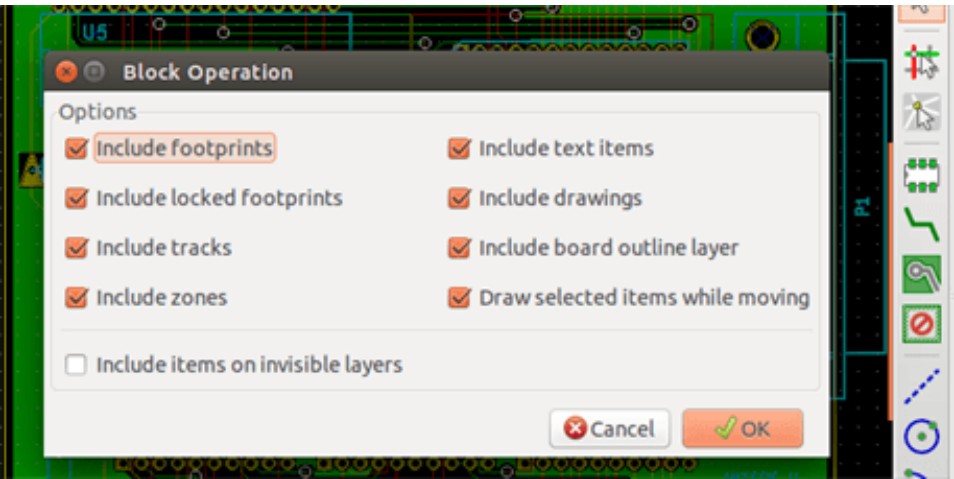 U5
Block Operation
Options
Include footprints
Include text items
Include locked footprints
Include drawings
Include tracks
Include board outline layer
Include zones
Draw selected items while moving
Include items on invisible layers
Cancel
OK
P1